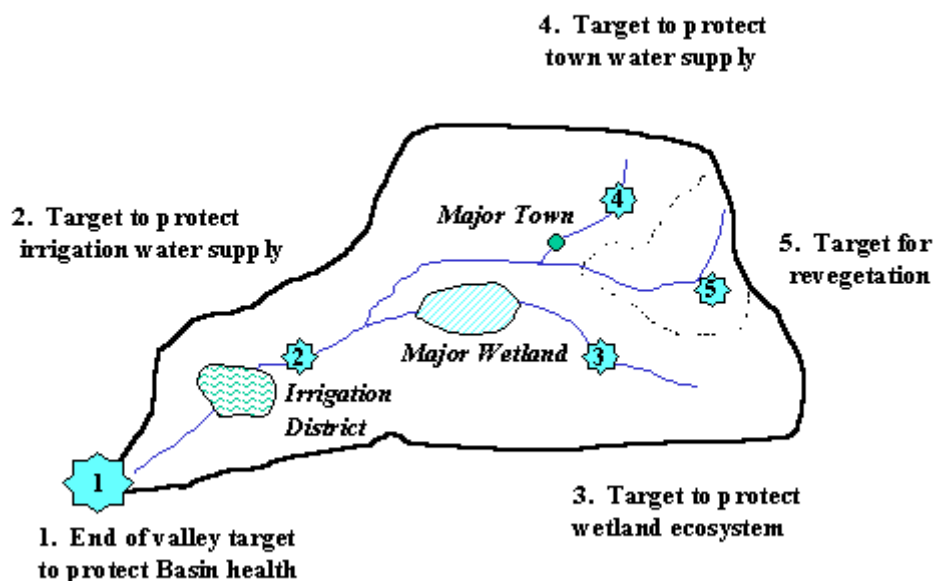 4. Target to protect
town water supply
2. Target to protect
irrigation water supply
4
Major Town
5. Target for
revegetation
5
2
Major Wetland
3
Irrigation
District
1
3. Target to protect
wetland ecosystem
1. End of valley target
to protect Basin health